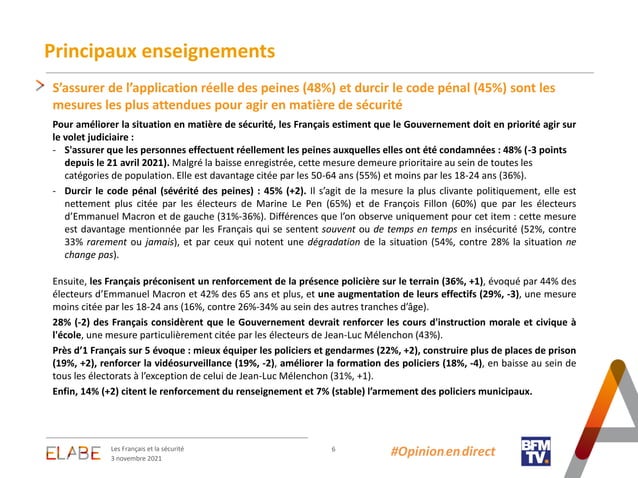 Principaux enseignements
S'assurer de l'application réelle des peines (48%) et durcir le code pénal (45%) sont les
mesures les plus attendues pour agir en matière de sécurité
Pour améliorer la situation en matière de sécurité, les Français estiment que le Gouvernement doit en priorité agir sur
le volet judiciaire :
- S'assurer que les personnes effectuent réellement les peines auxquelles elles ont été condamnées : 48% (-3 points
depuis le 21 avril 2021). Malgré la baisse enregistrée, cette mesure demeure prioritaire au sein de toutes les
catégories de population. Elle est davantage citée par les 50-64 ans (55%) et moins par les 18-24 ans (36%).
- Durcir le code pénal (sévérité des peines) : 45% (+2). Il s'agit de la mesure la plus clivante politiquement, elle est
nettement plus citée par les électeurs de Marine Le Pen (65%) et de François Fillon (60%) que par les électeurs
d'Emmanuel Macron et de gauche (31%-36%). Différences que l'on observe uniquement pour cet item : cette mesure
est davantage mentionnée par les Français qui se sentent souvent ou de temps en temps en insécurité (52%, contre
33% rarement ou jamais), et par ceux qui notent une dégradation de la situation (54%, contre 28% la situation ne
change pas).
Ensuite, les Français préconisent un renforcement de la présence policière sur le terrain (36%, +1), évoqué par 44% des
électeurs d'Emmanuel Macron et 42% des 65 ans et plus, et une augmentation de leurs effectifs (29%, -3), une mesure
moins citée par les 18-24 ans (16%, contre 26%-34% au sein des autres tranches d'âge).
28% (-2) des Français considèrent que le Gouvernement devrait renforcer les cours d'instruction morale et civique à
l'école, une mesure particulièrement citée par les électeurs de Jean-Luc Mélenchon (43%).
Près d'1 Français sur 5 évoque : mieux équiper les policiers et gendarmes (22%, +2), construire plus de places de prison
(19%, +2), renforcer la vidéosurveillance (19%, -2), améliorer la formation des policiers (18%, -4), en baisse au sein de
tous les électorats à l'exception de celui de Jean-Luc Mélenchon (31%, +1).
Enfin, 14% (+2) citent le renforcement du renseignement et 7% (stable) l'armement des policiers municipaux.
ELABE
Les Français et la sécurité
3 novembre 2021
6
#Opinionendirect
BFM
TV.